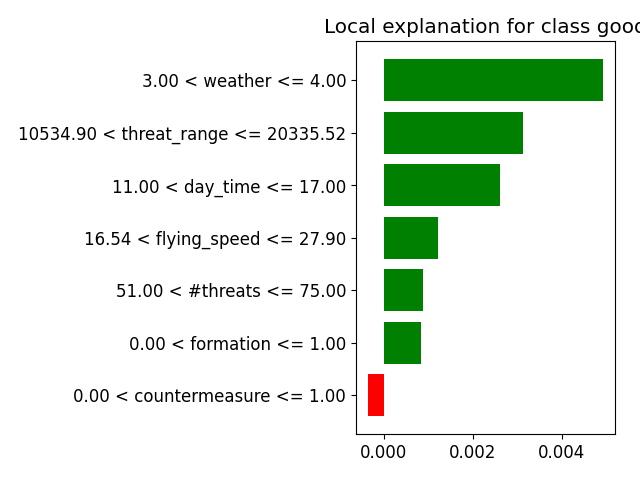 Local explanation for class good
3.00 < weather <= 4.00
10534.90 < threat_range <= 20335.52
11.00 < day_time <= 17.00
16.54 < flying_speed <= 27.90
51.00 < #threats <= 75.00
0.00 < formation <= 1.00
0.00 < countermeasure <= 1.00
0.000 0.002 0.004